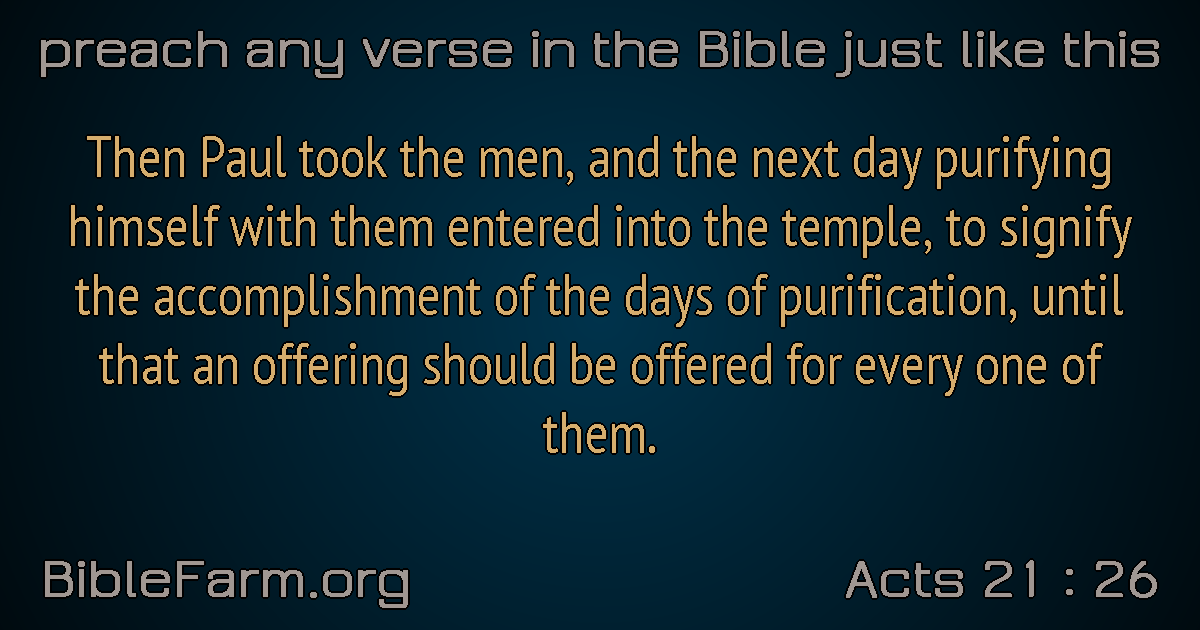 preach any verse in the Bible just like this
Then Paul took the men, and the next day purifying
himself with them entered into the temple, to signify
the accomplishment of the days of purification, until
that an offering should be offered for every one of
them.
BibleFarm.org
Acts 21 : 26